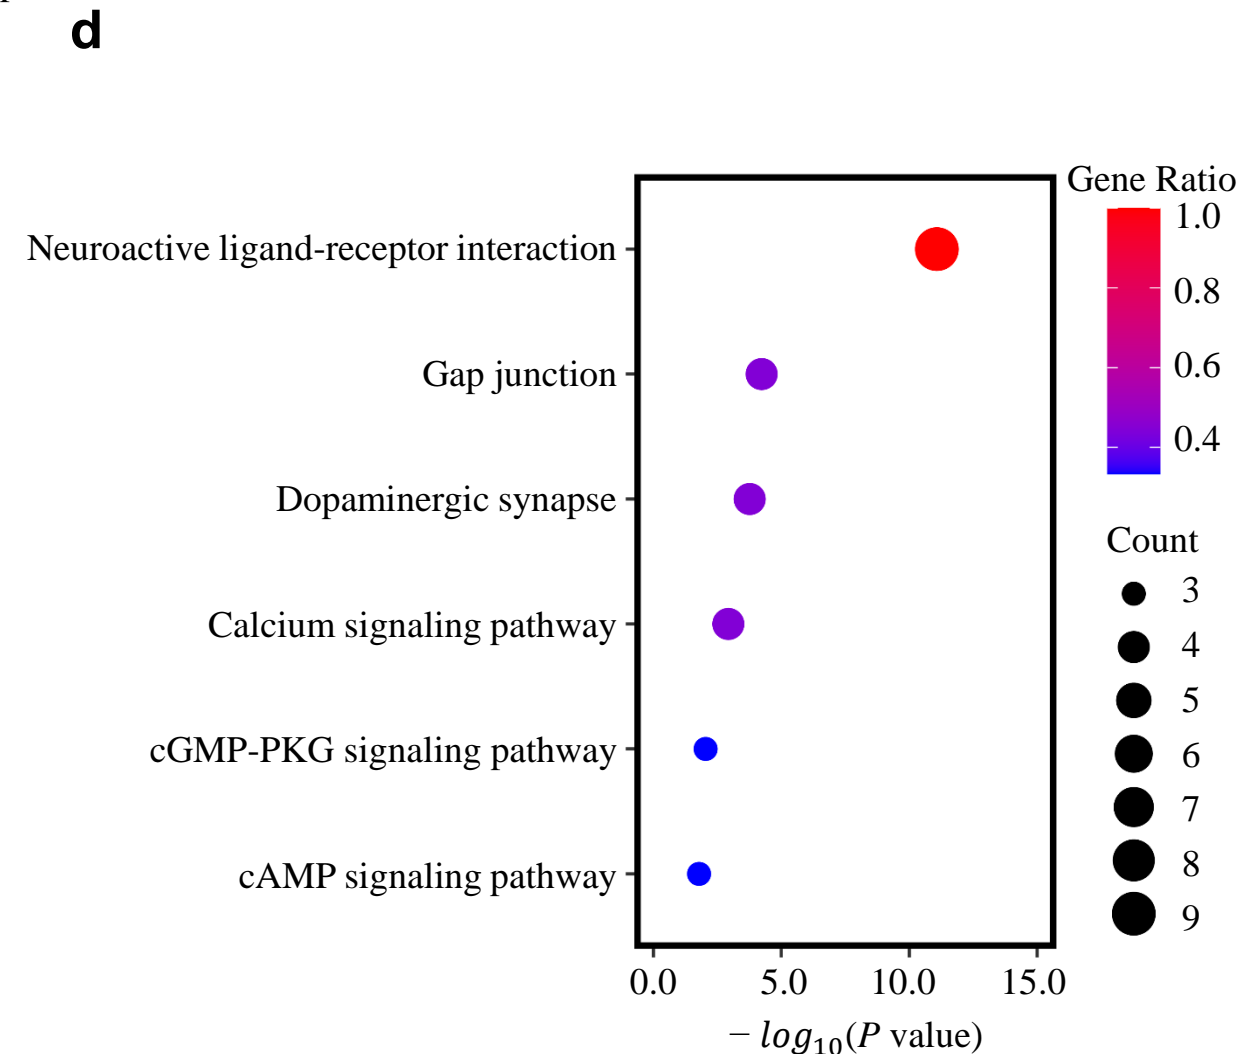 d
Gene Ratio
1.0
0.8
0.6
0.4
Neuroactive ligand-receptor interaction
Gap junction
Dopaminergic synapse
Calcium signaling pathway
cGMP-PKG signaling pathway
cAMP signaling pathway
Count
3
4
5
6
7
8
9
0.0 5.0 10.0 15.0
− log₁₀(P value)